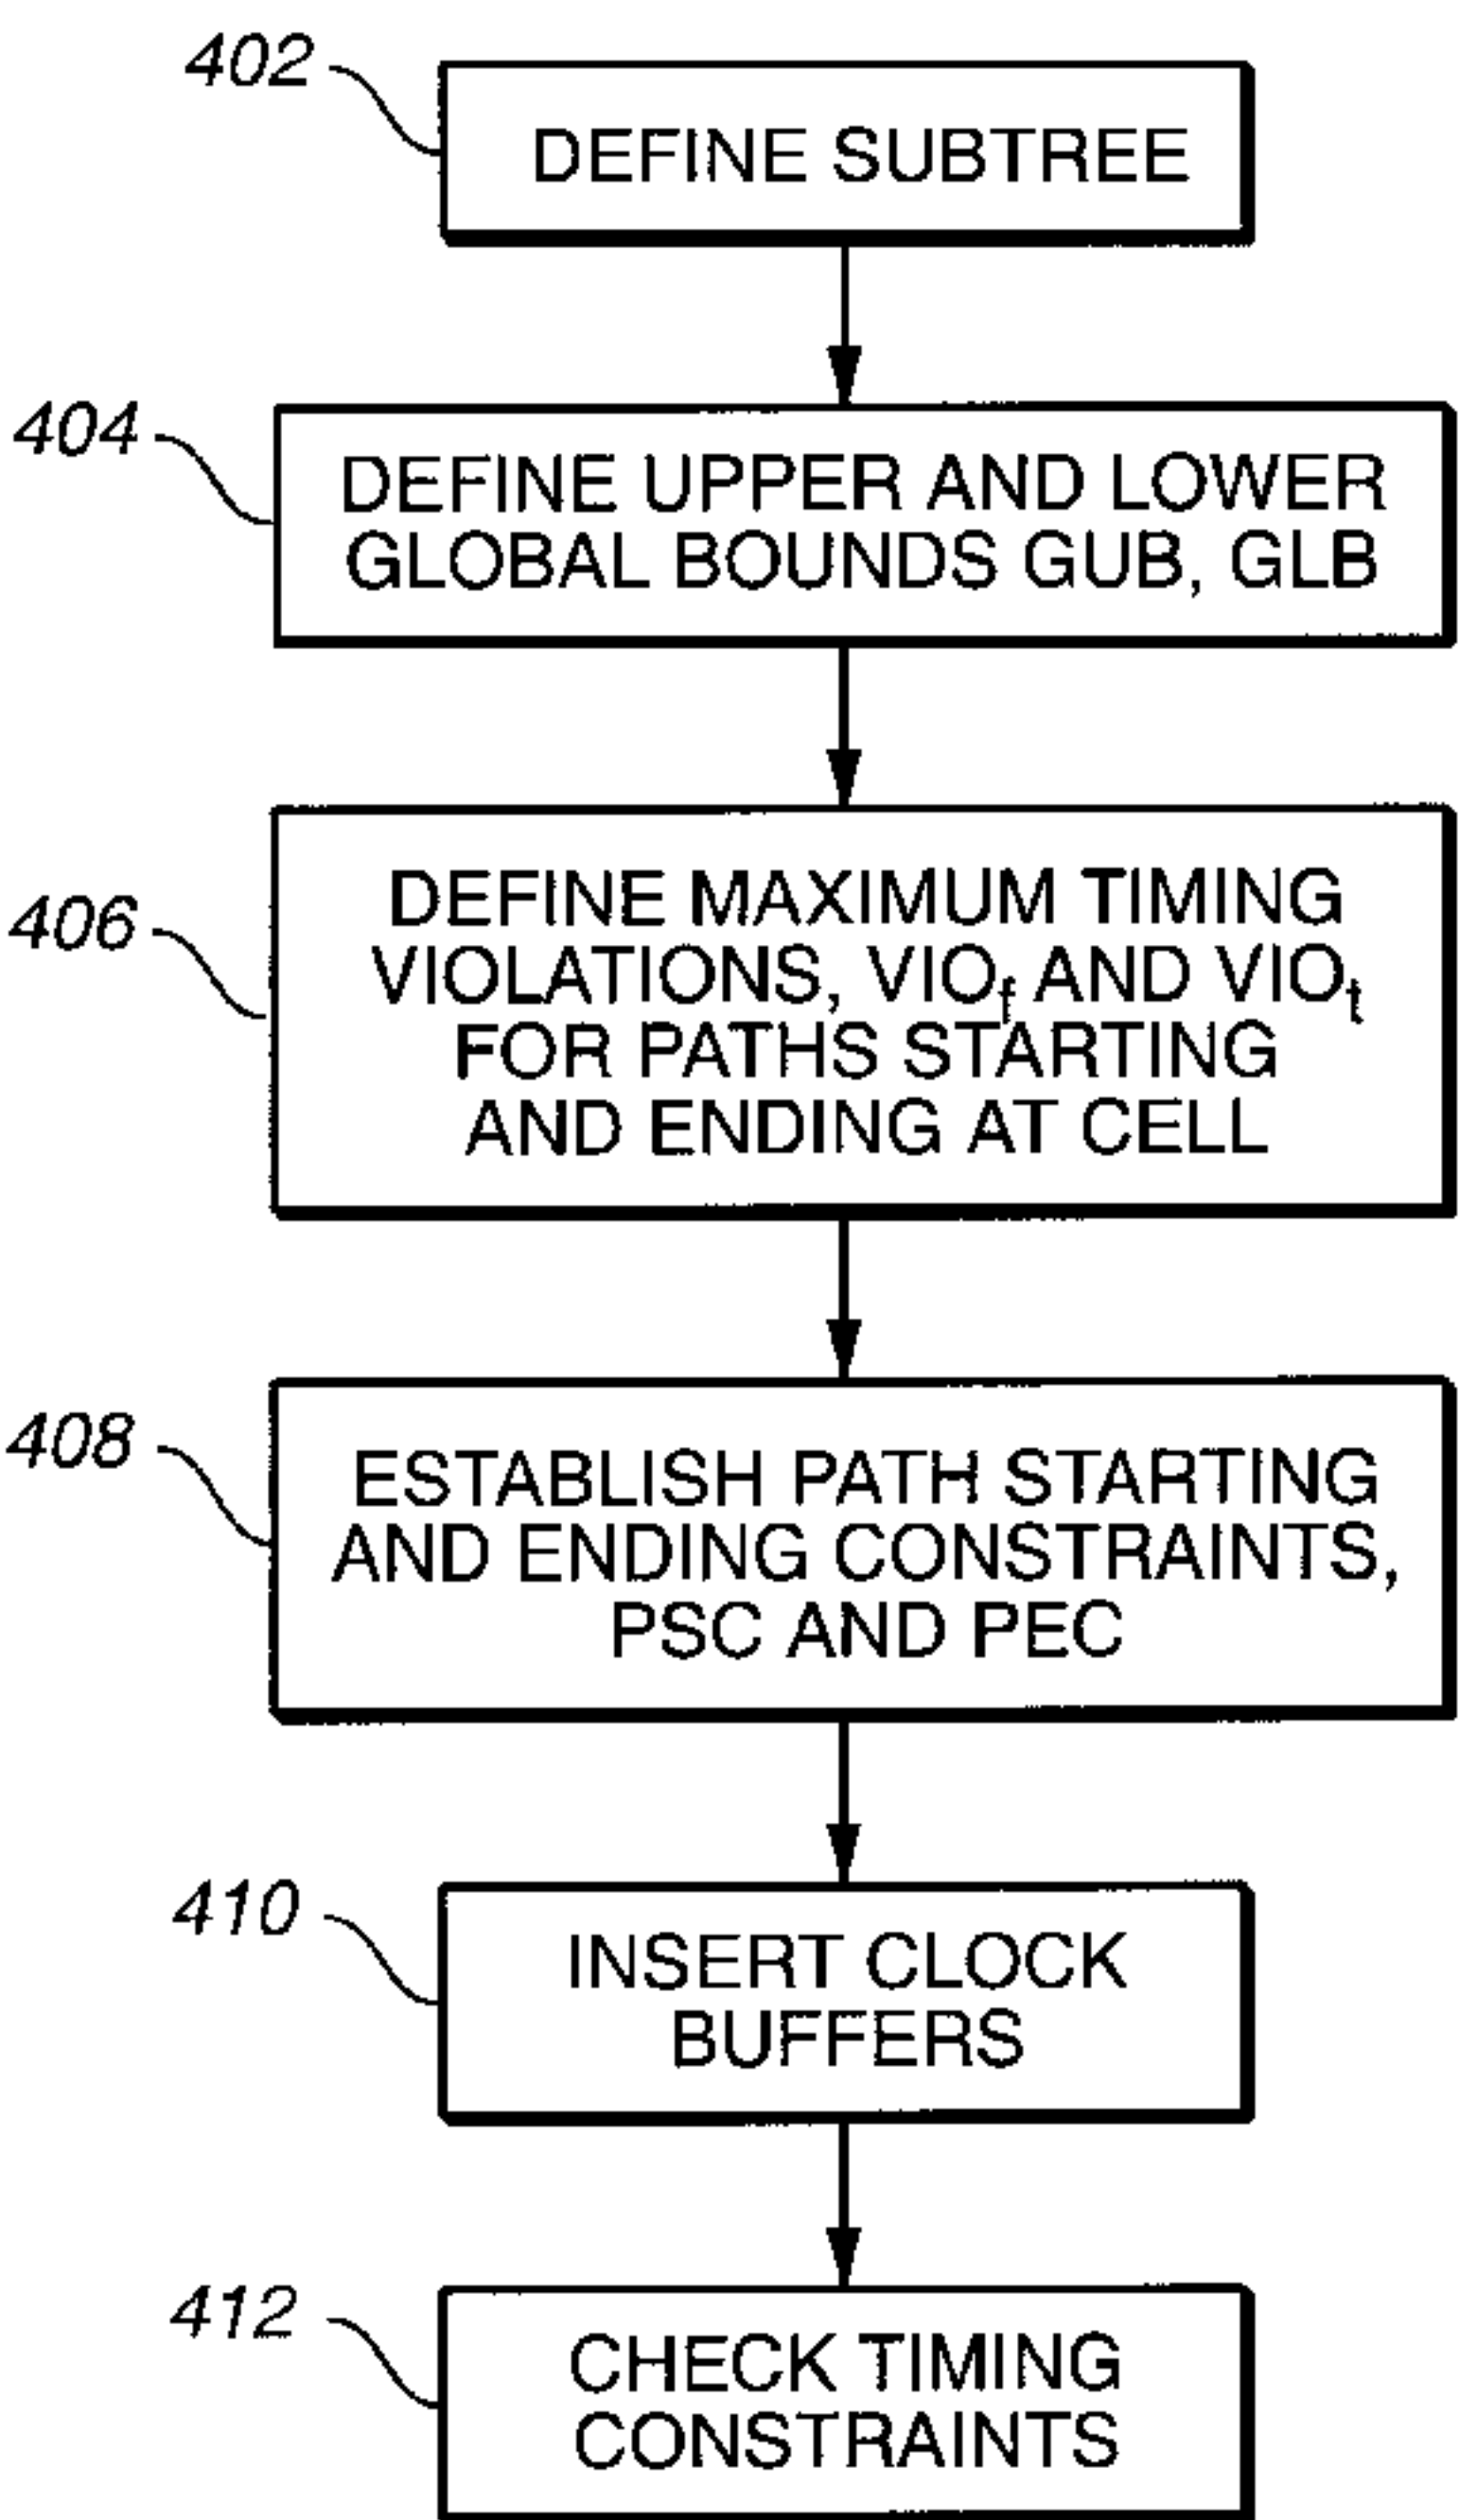 402
DEFINE SUBTREE
404
DEFINE UPPER AND LOWER
GLOBAL BOUNDS GUB, GLB
406
DEFINE MAXIMUM TIMING
VIOLATIONS, VIOf AND VIOt
FOR PATHS STARTING
AND ENDING AT CELL
408
ESTABLISH PATH STARTING
AND ENDING CONSTRAINTS,
PSC AND PEC
410
INSERT CLOCK
BUFFERS
412
CHECK TIMING
CONSTRAINTS